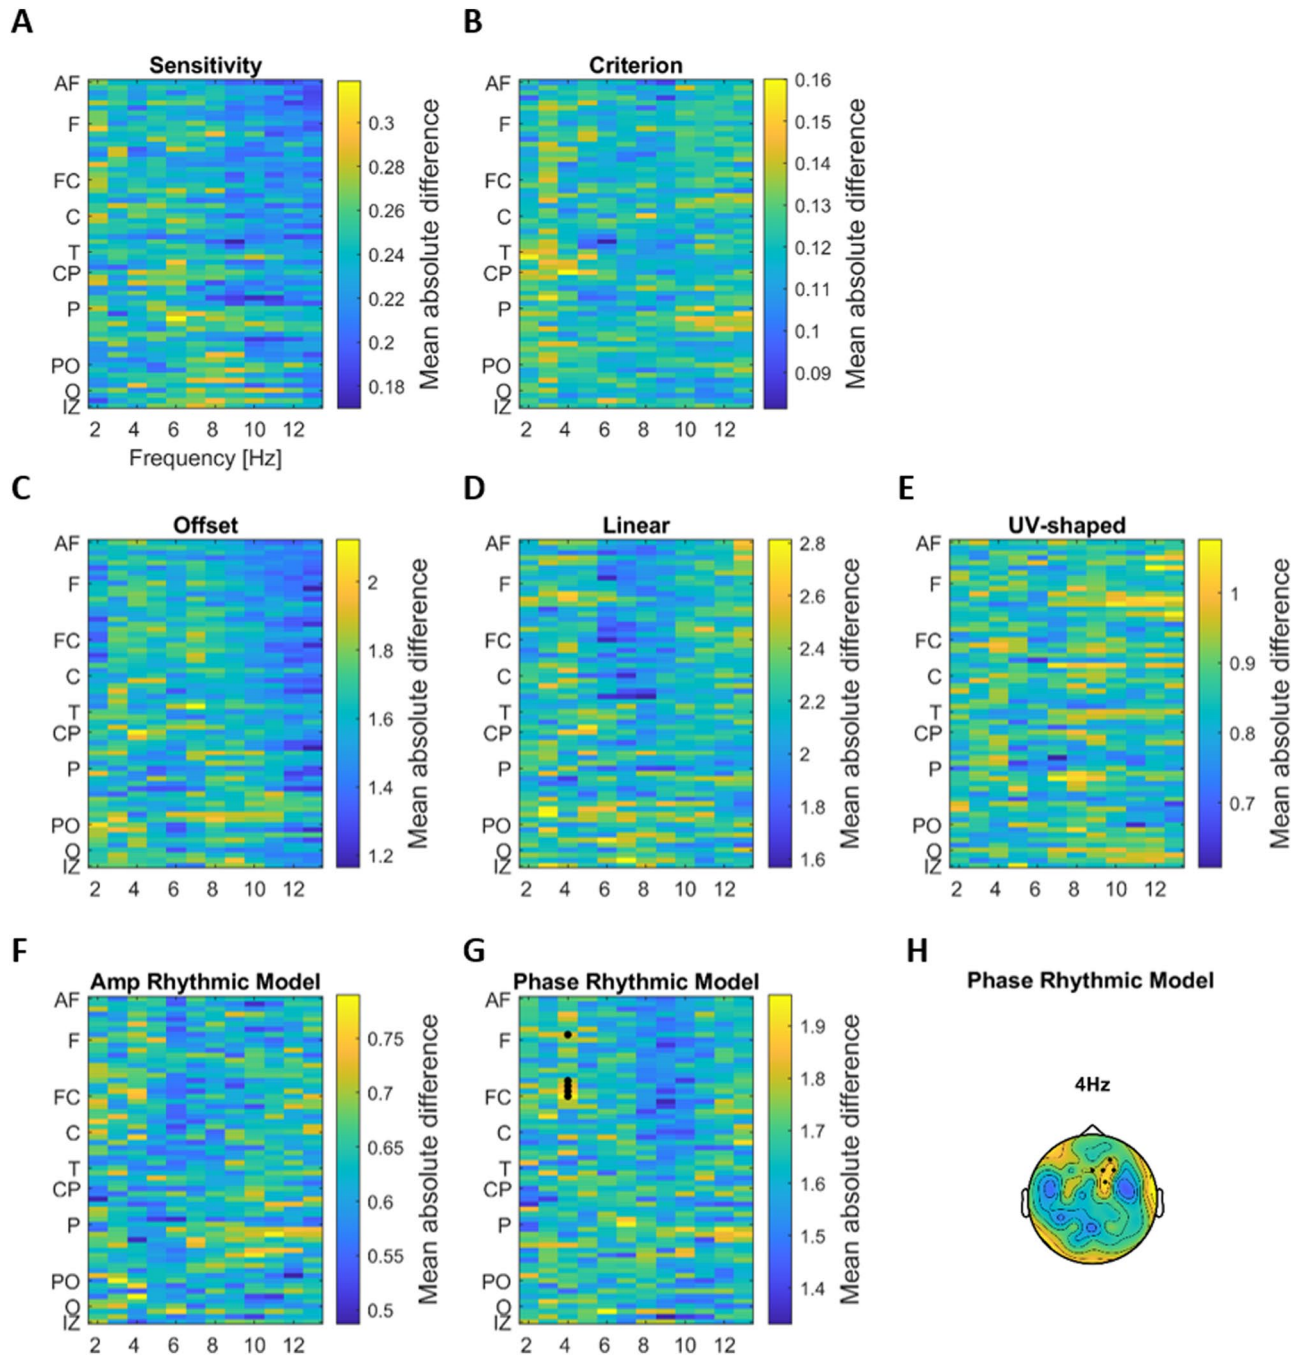 A
B
Sensitivity
Criterion
AF
F
FC
C
T
CP
P
PO
O
IZ
2 4 6 8 10 12
Frequency [Hz]
0.3
0.28
0.26
0.24
0.22
0.2
0.18
Mean absolute difference
AF
F
FC
C
T
CP
P
PO
O
IZ
2 4 6 8 10 12
0.16
0.15
0.14
0.13
0.12
0.11
0.1
0.09
Mean absolute difference
C
D
E
Offset
Linear
UV-shaped
AF
F
FC
C
T
CP
P
PO
O
IZ
2 4 6 8 10 12
2
1.8
1.6
1.4
1.2
Mean absolute difference
AF
F
FC
C
T
CP
P
PO
O
IZ
2 4 6 8 10 12
2.8
2.6
2.4
2.2
2
1.8
1.6
Mean absolute difference
AF
F
FC
C
T
CP
P
PO
O
IZ
2 4 6 8 10 12
1
0.9
0.8
0.7
Mean absolute difference
F
G
H
Amp Rhythmic Model
Phase Rhythmic Model
Phase Rhythmic Model
AF
F
FC
C
T
CP
P
PO
O
IZ
2 4 6 8 10 12
0.75
0.7
0.65
0.6
0.55
0.5
Mean absolute difference
AF
F
FC
C
T
CP
P
PO
O
IZ
2 4 6 8 10 12
1.9
1.8
1.7
1.6
1.5
1.4
Mean absolute difference
4Hz